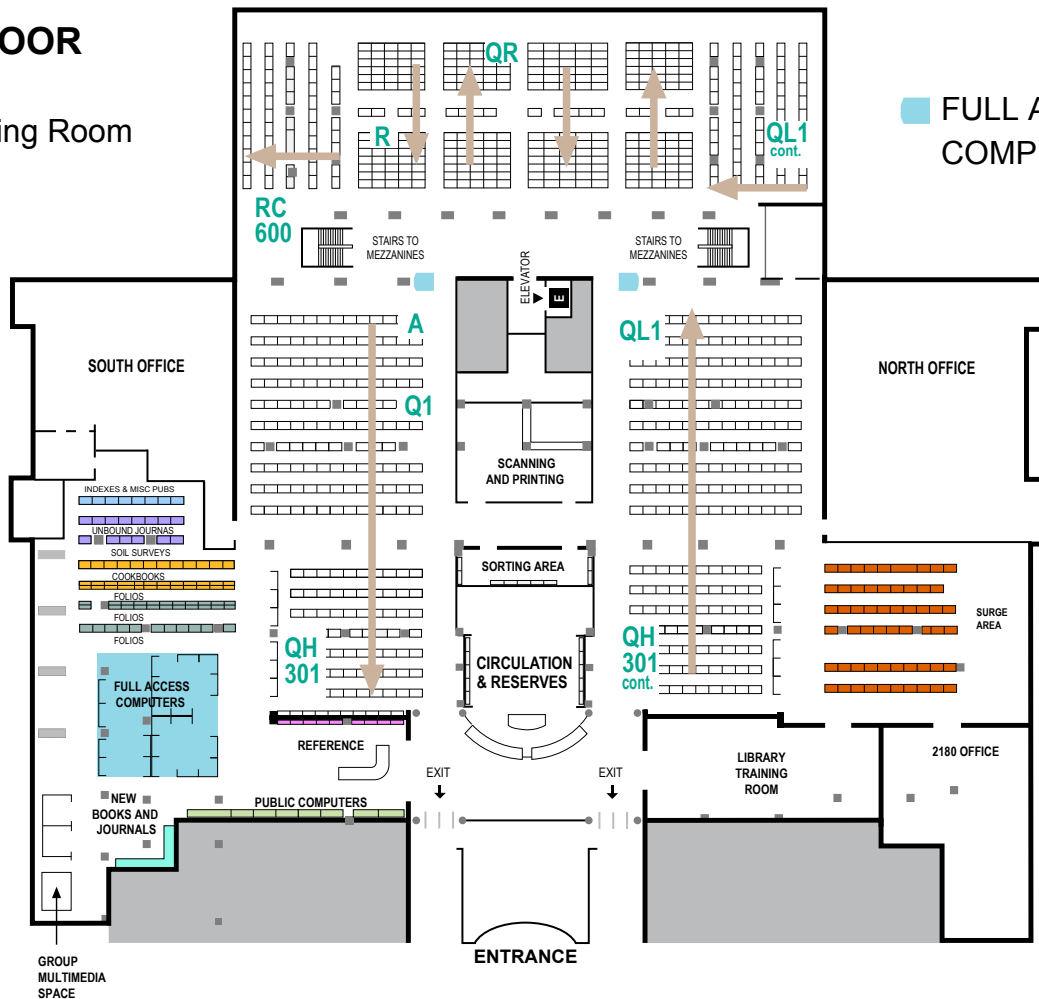 OOR
ing Room
FULL A
COMP
QR
R
QL1
cont.
RC
600
STAIRS TO
MEZZANINES
STAIRS TO
MEZZANINES
ELEVATOR
E
A
QL1
SOUTH OFFICE
NORTH OFFICE
Q1
SCANNING
AND PRINTING
INDEXES & MISC PUBS
UNBOUND JOURNAS
SOIL SURVEYS
COOKBOOKS
FOLIOS
FOLIOS
FOLIOS
SORTING AREA
SURGE
AREA
QH
301
QH
301
cont.
CIRCULATION
& RESERVES
FULL ACCESS
COMPUTERS
REFERENCE
LIBRARY
TRAINING
ROOM
2180 OFFICE
EXIT
EXIT
NEW
BOOKS AND
JOURNALS
PUBLIC COMPUTERS
ENTRANCE
GROUP
MULTIMEDIA
SPACE